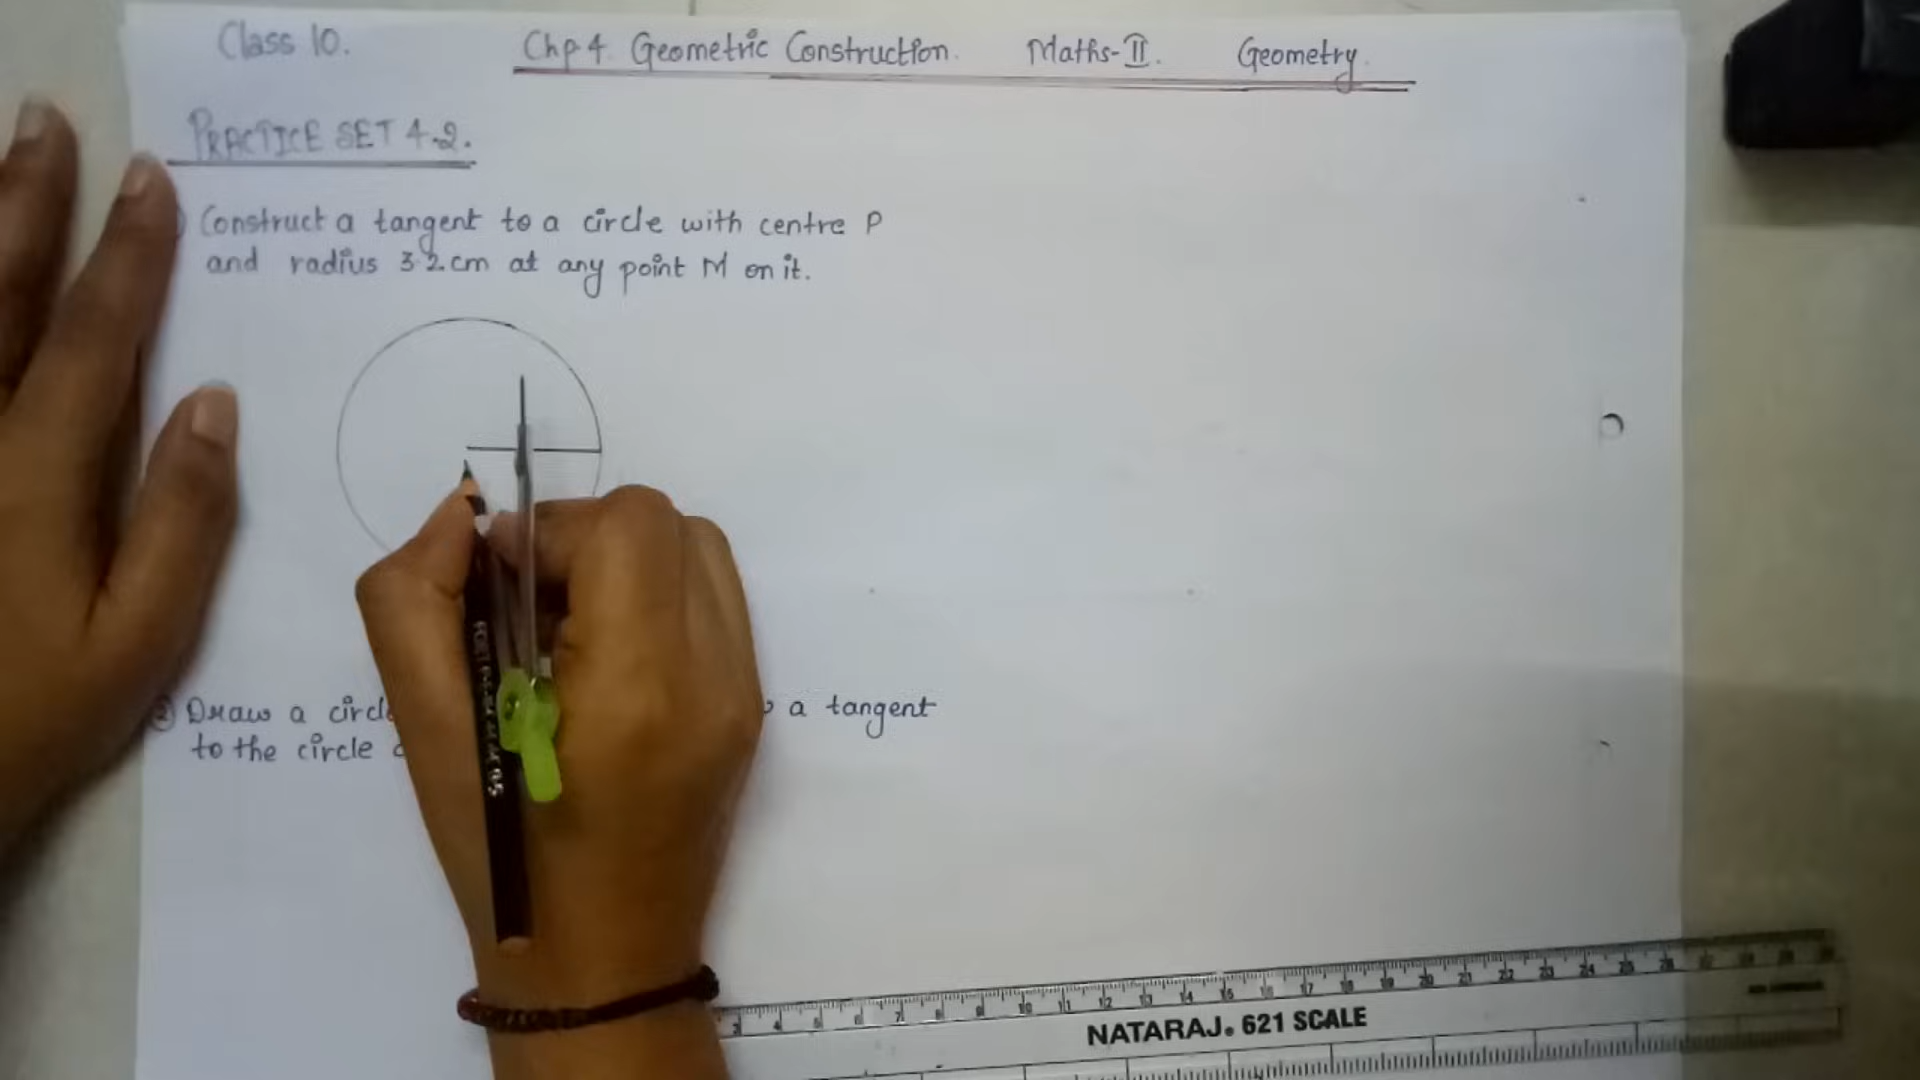 Class 10. Chp 4. Geometric Construction. Maths-II. Geometry.
PRACTICE SET 4.2.
Construct a tangent to a circle with centre P
and radius 3.2 cm at any point M on it.
② Draw a a tangent
to the circle
NATARAJ 621 SCALE